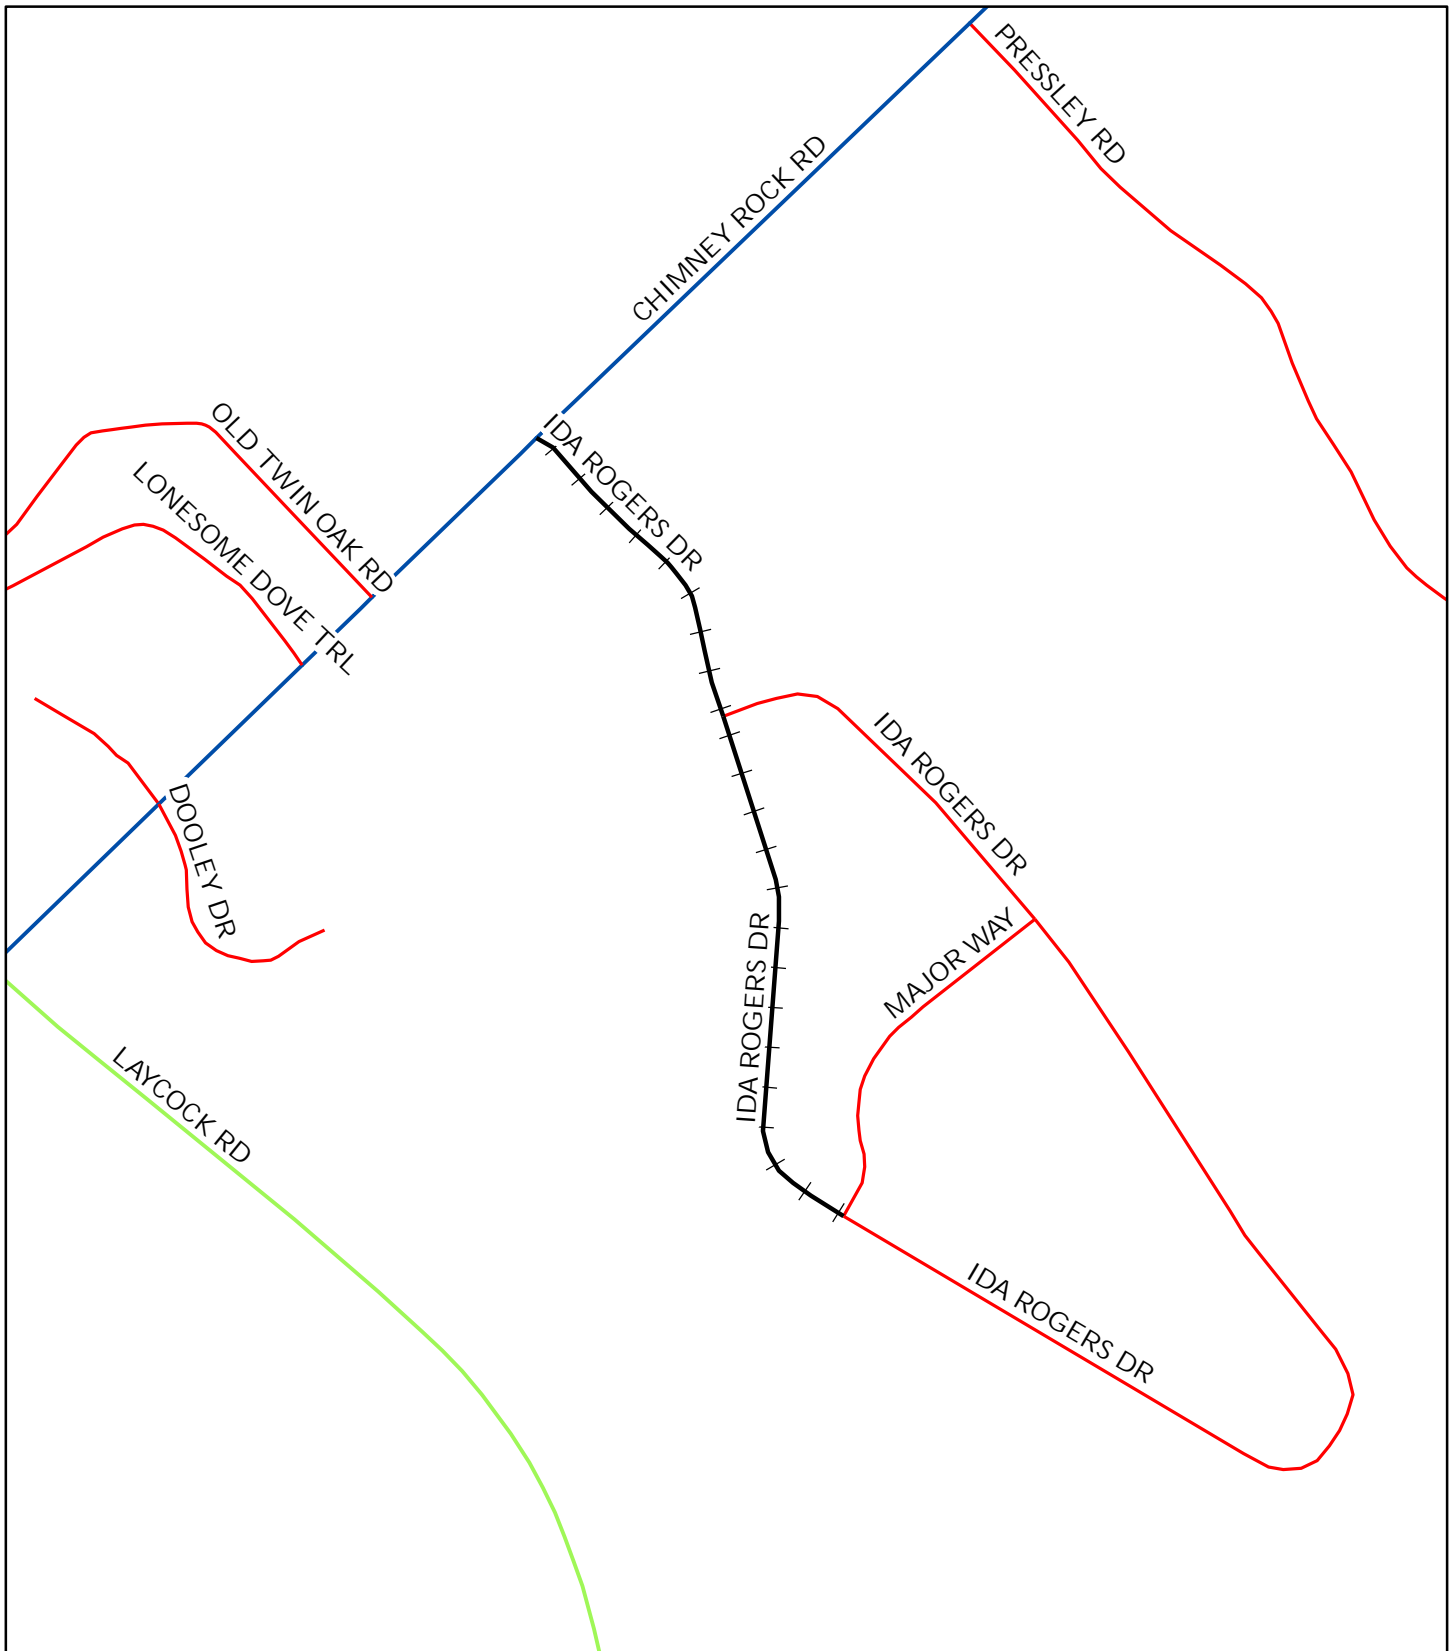 PRESSLEY RD
CHIMNEY ROCK RD
OLD TWIN OAK RD
IDA ROGERS DR
LONESOME DOVE TRL
IDA ROGERS DR
DOOLEY DR
MAJOR WAY
IDA ROGERS DR
LAYCOCK RD
IDA ROGERS DR